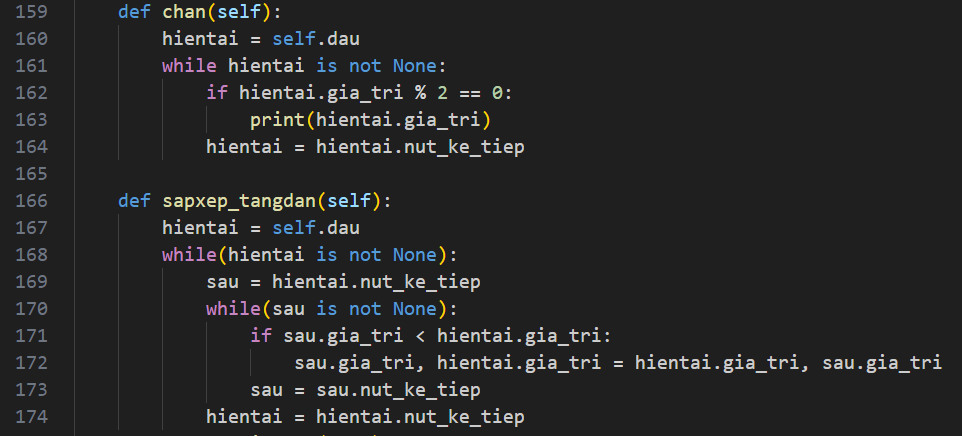 159 def chan(self):
160 hientai = self.dau
161 while hientai is not None:
162 if hientai.gia_tri % 2 == 0:
163 print(hientai.gia_tri)
164 hientai = hientai.nut_ke_tiep
165
166 def sapxep_tangdan(self):
167 hientai = self.dau
168 while(hientai is not None):
169 sau = hientai.nut_ke_tiep
170 while(sau is not None):
171 if sau.gia_tri < hientai.gia_tri:
172 sau.gia_tri, hientai.gia_tri = hientai.gia_tri, sau.gia_tri
173 sau = sau.nut_ke_tiep
174 hientai = hientai.nut_ke_tiep